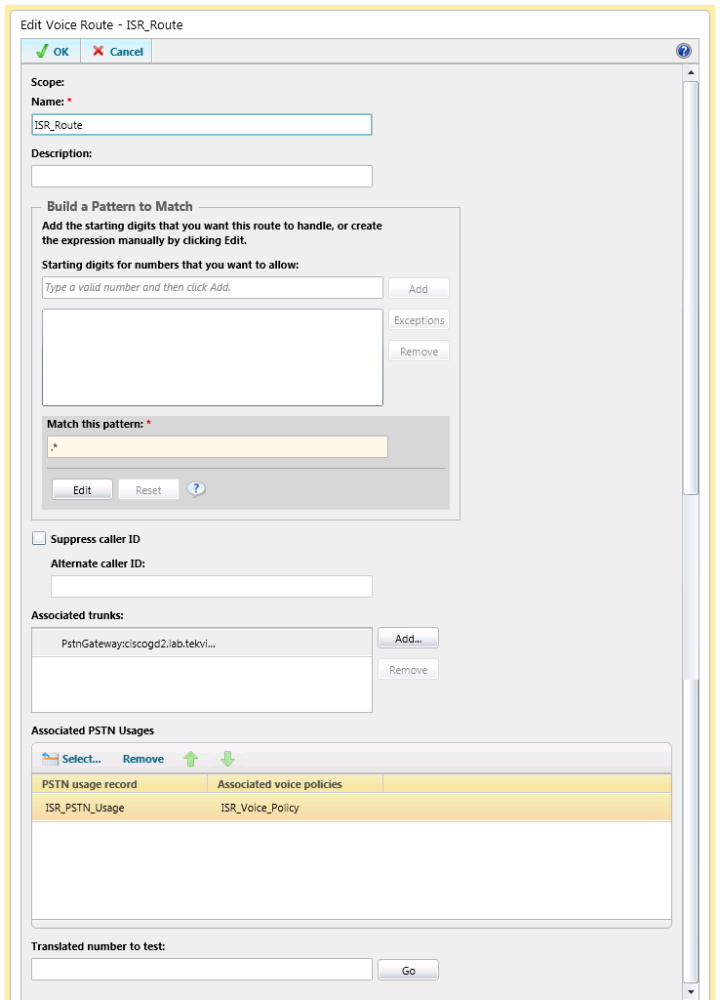 Edit Voice Route - ISR_Route
OK Cancel ?
Scope:
Name: *
ISR_Route
Description:
Build a Pattern to Match
Add the starting digits that you want this route to handle, or create
the expression manually by clicking Edit.
Starting digits for numbers that you want to allow:
Type a valid number and then click Add. Add
Exceptions
Remove
Match this pattern: *
.*
Edit Reset ?
Suppress caller ID
Alternate caller ID:
Associated trunks:
PstnGateway:ciscogd2.lab.tekvi... Add...
Remove
Associated PSTN Usages
Select... Remove
PSTN usage record Associated voice policies
ISR_PSTN_Usage ISR_Voice_Policy
Translated number to test:
Go